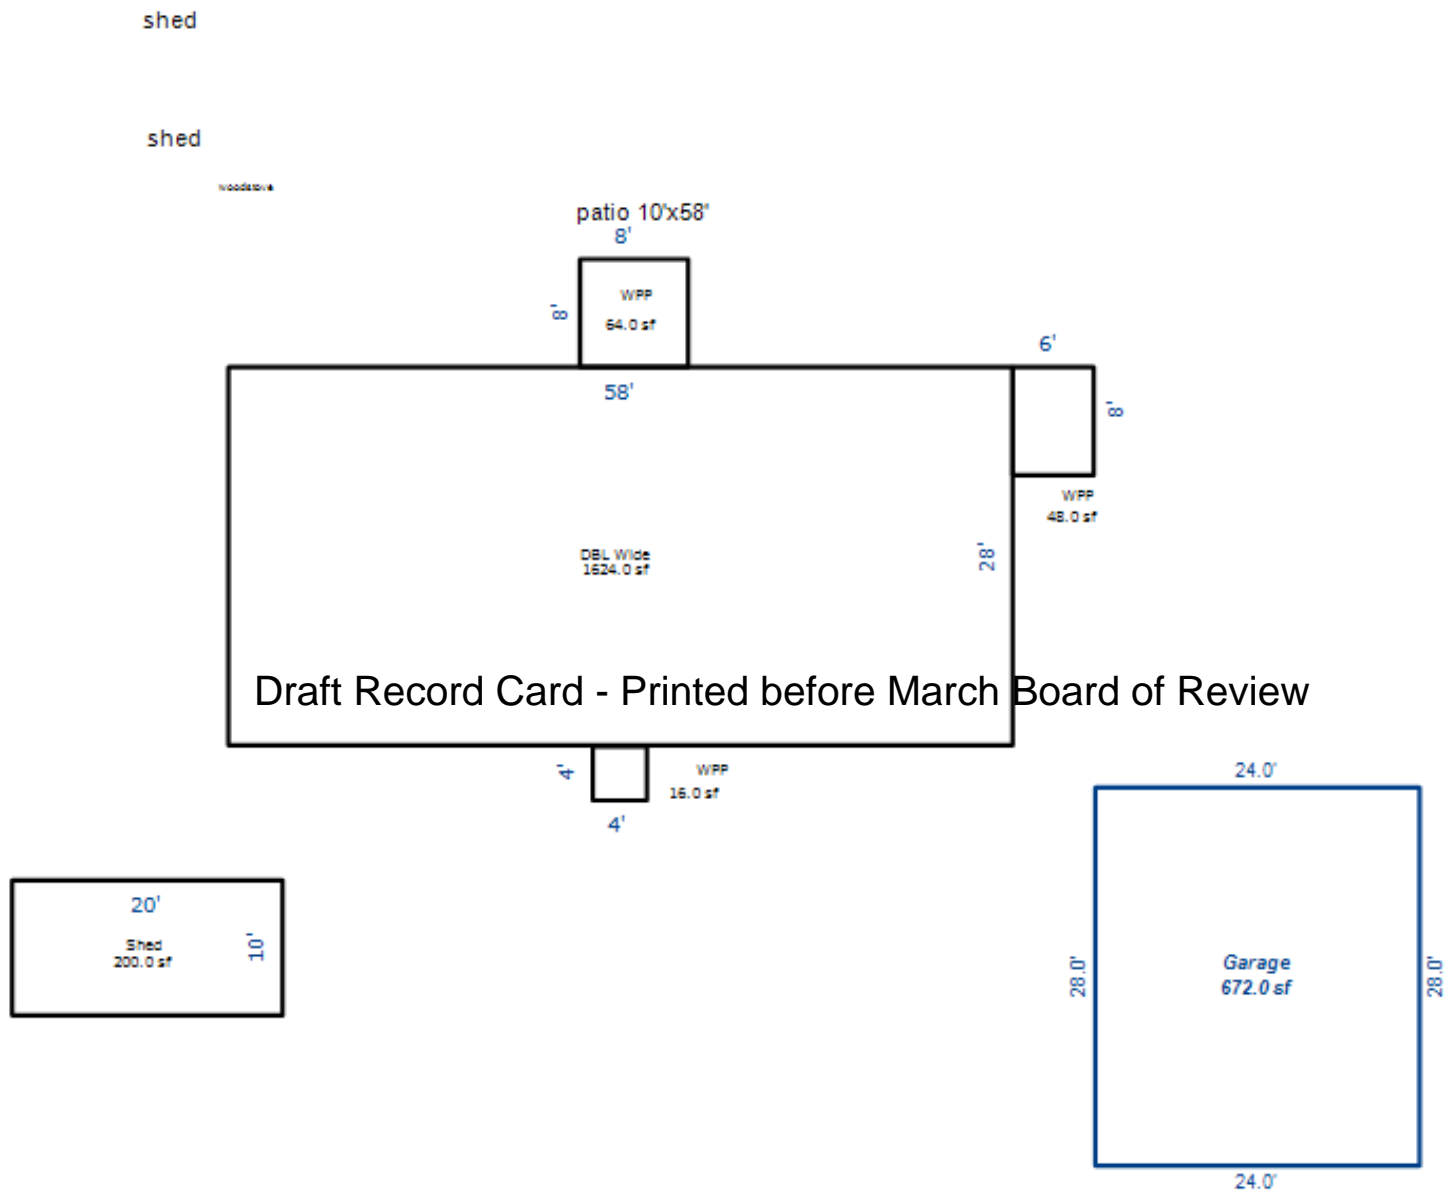 shed
shed
woodstove
patio 10'x58'
8'
WPP
8'
64.0 sf
6'
58'
8'
WPP
48.0 sf
28'
DBL Wide
1624.0 sf
Draft Record Card - Printed before March Board of Review
4'
WPP
16.0 sf
4'
24.0'
20'
Shed
200.0 sf
10'
28.0'
Garage
672.0 sf
28.0'
24.0'